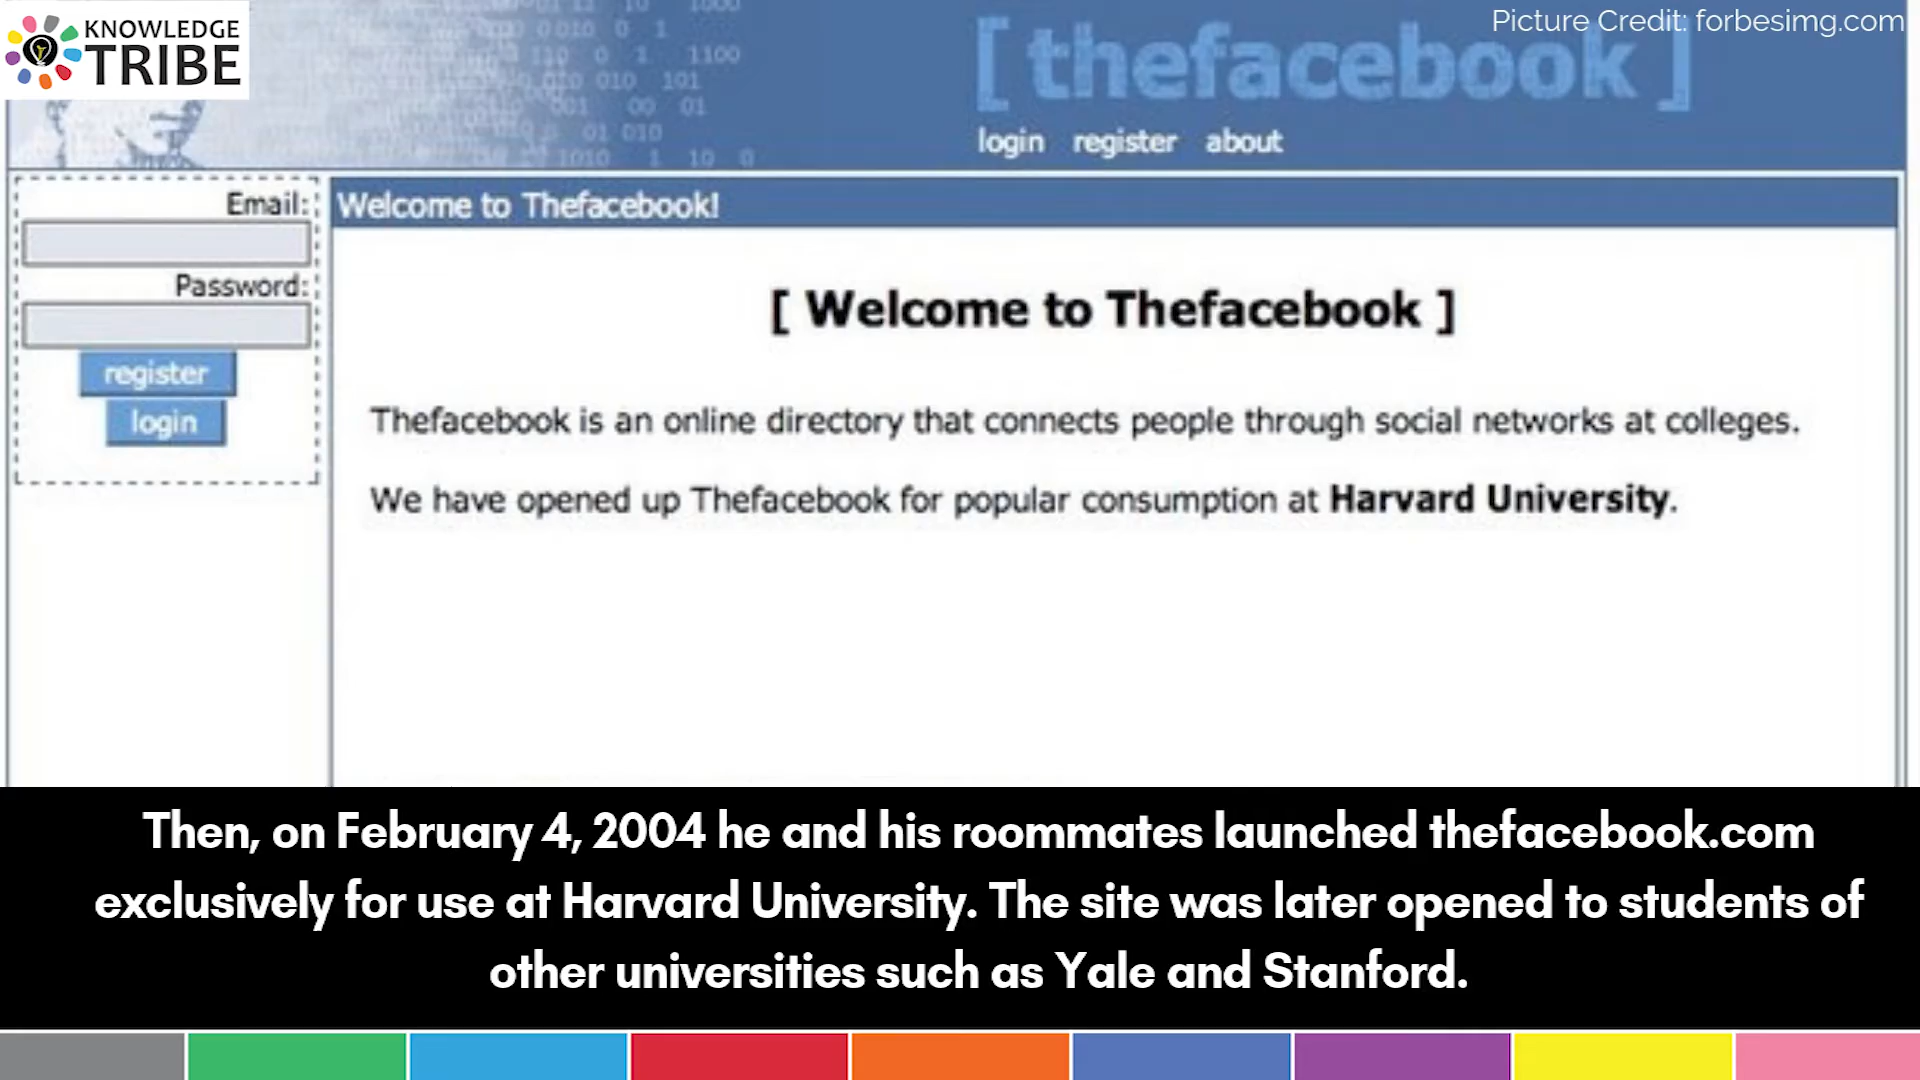 KNOWLEDGE
TRIBE
Picture Credit: forbesimg.com
[ thefacebook ]
login register about
Email:
Password:
register
login
Welcome to Thefacebook!
[ Welcome to Thefacebook ]
Thefacebook is an online directory that connects people through social networks at colleges.
We have opened up Thefacebook for popular consumption at Harvard University.
Then, on February 4, 2004 he and his roommates launched thefacebook.com
exclusively for use at Harvard University. The site was later opened to students of
other universities such as Yale and Stanford.